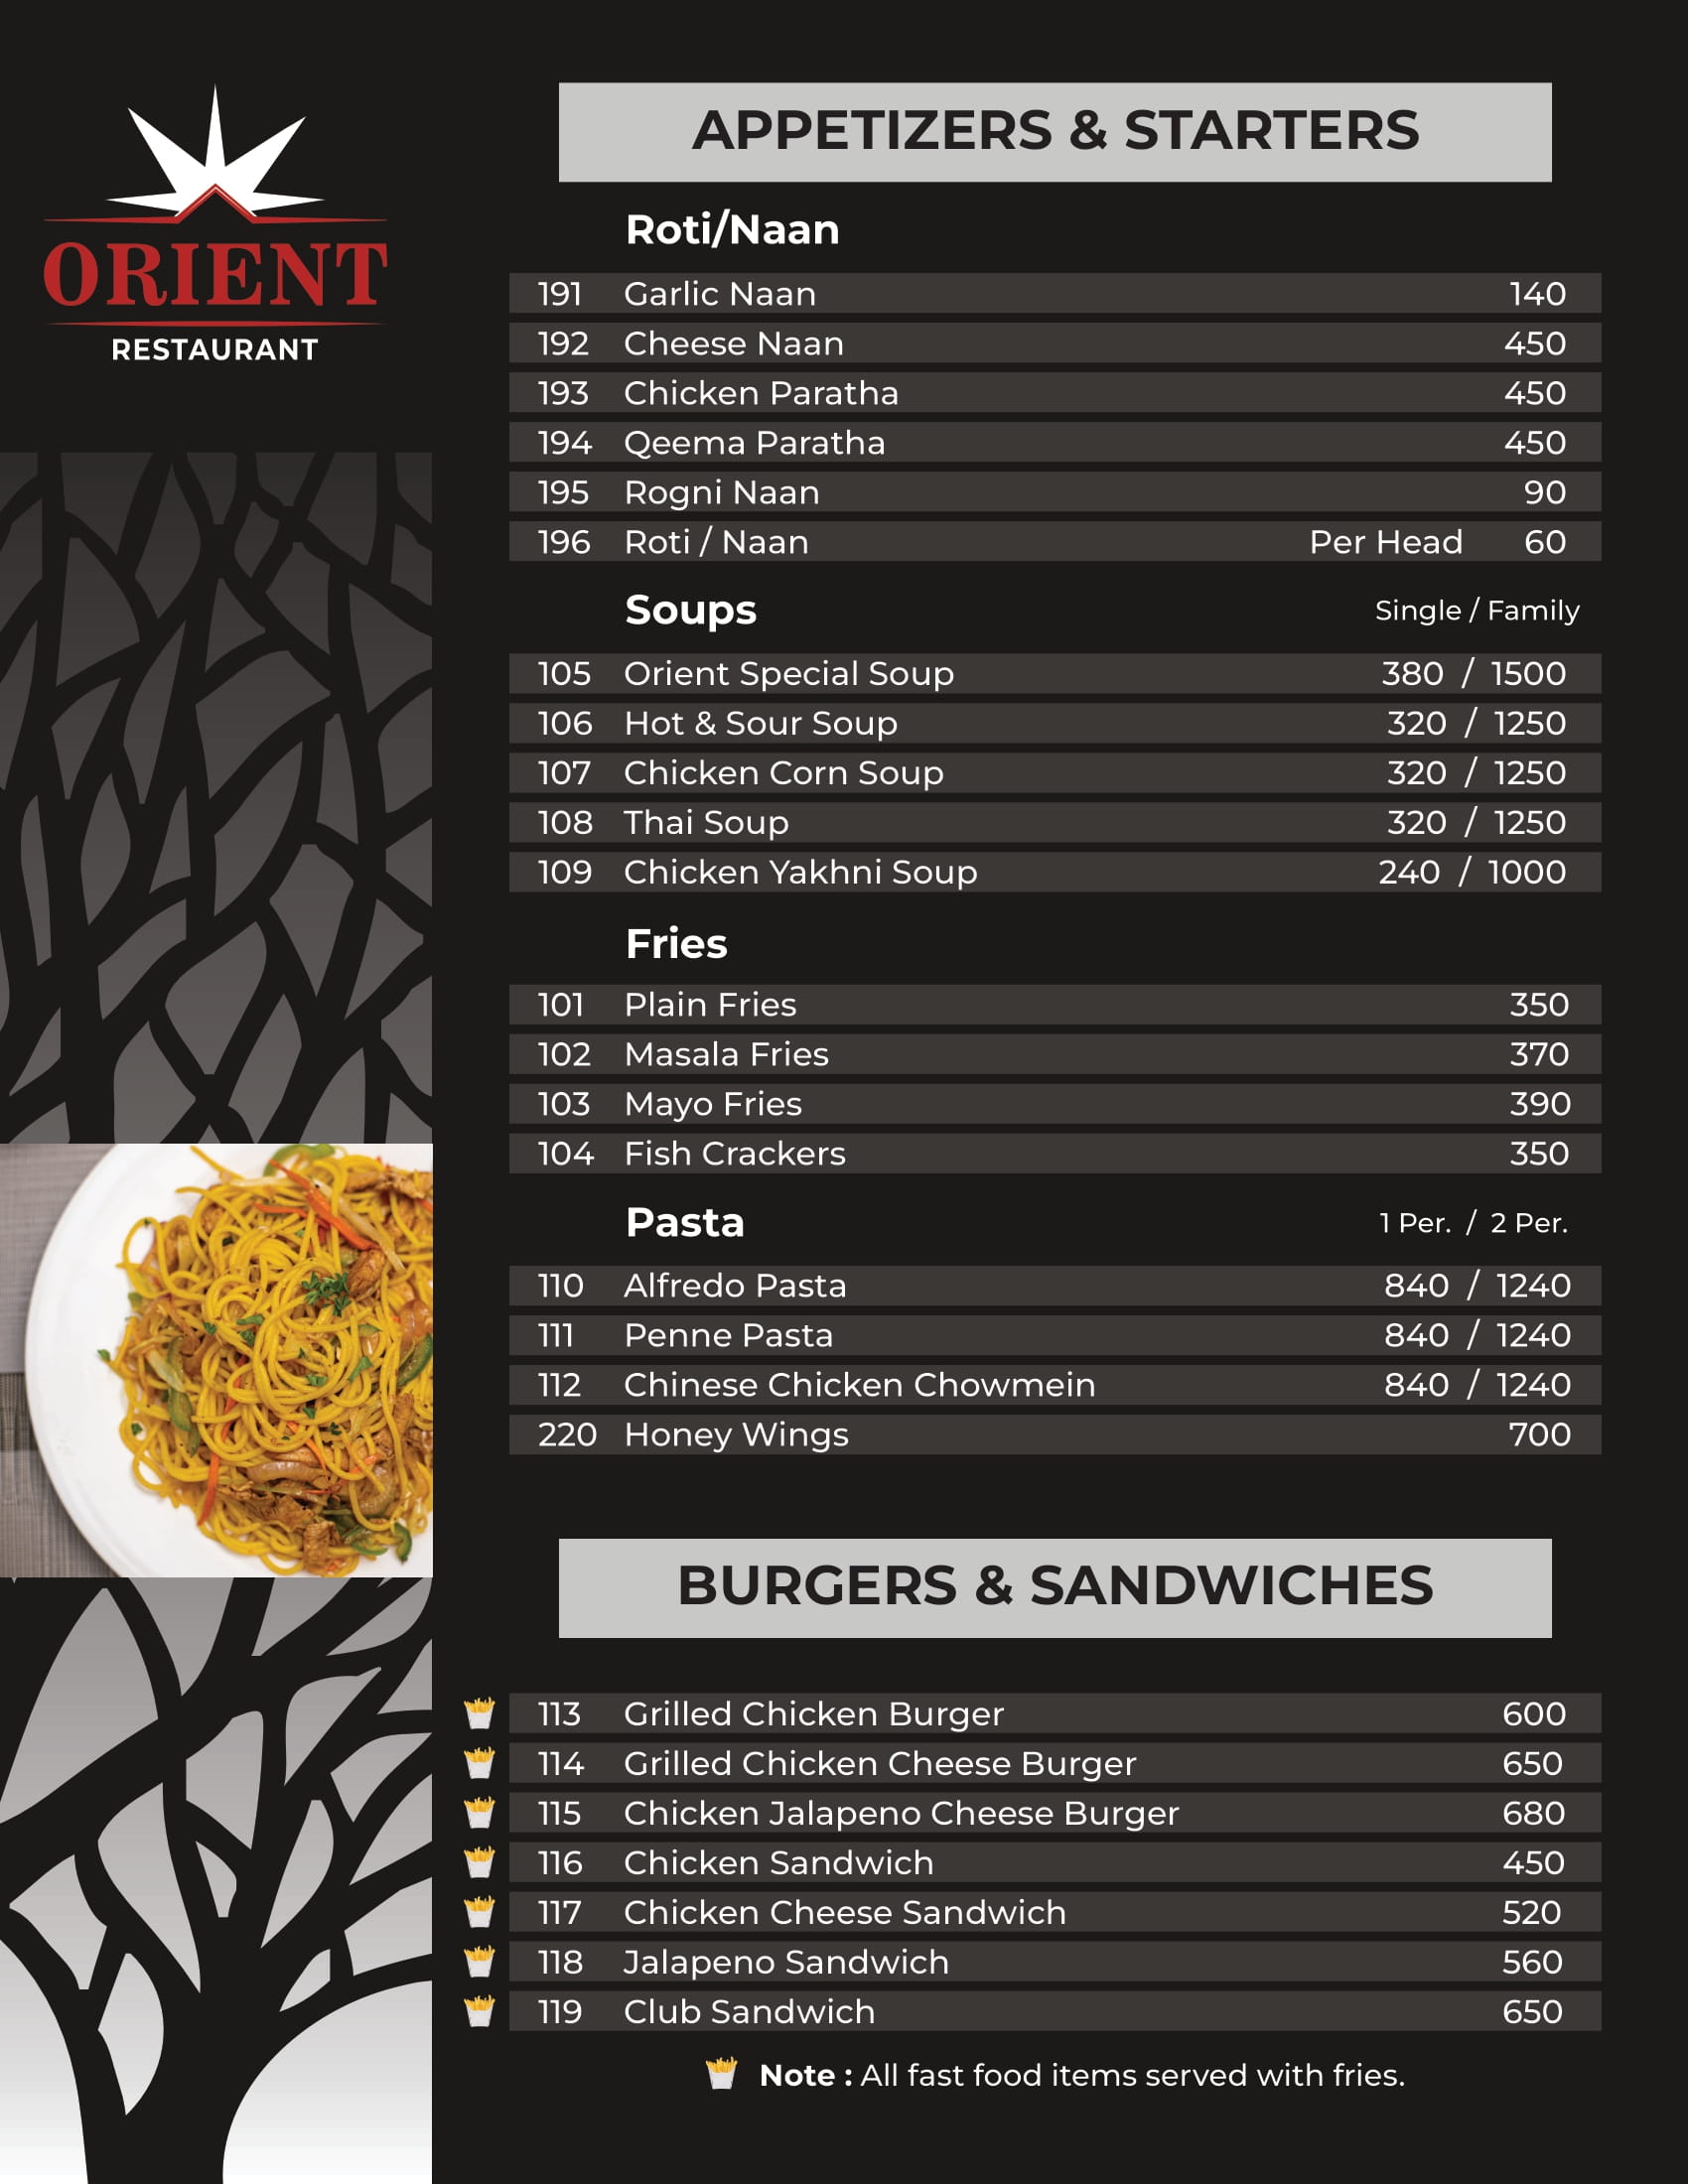 ORIENT
RESTAURANT
APPETIZERS & STARTERS
Roti/Naan
191 Garlic Naan 140
192 Cheese Naan 450
193 Chicken Paratha 450
194 Qeema Paratha 450
195 Rogni Naan 90
196 Roti / Naan Per Head 60
Soups Single / Family
105 Orient Special Soup 380 / 1500
106 Hot & Sour Soup 320 / 1250
107 Chicken Corn Soup 320 / 1250
108 Thai Soup 320 / 1250
109 Chicken Yakhni Soup 240 / 1000
Fries
101 Plain Fries 350
102 Masala Fries 370
103 Mayo Fries 390
104 Fish Crackers 350
Pasta 1 Per. / 2 Per.
110 Alfredo Pasta 840 / 1240
111 Penne Pasta 840 / 1240
112 Chinese Chicken Chowmein 840 / 1240
220 Honey Wings 700
BURGERS & SANDWICHES
113 Grilled Chicken Burger 600
114 Grilled Chicken Cheese Burger 650
115 Chicken Jalapeno Cheese Burger 680
116 Chicken Sandwich 450
117 Chicken Cheese Sandwich 520
118 Jalapeno Sandwich 560
119 Club Sandwich 650
Note : All fast food items served with fries.